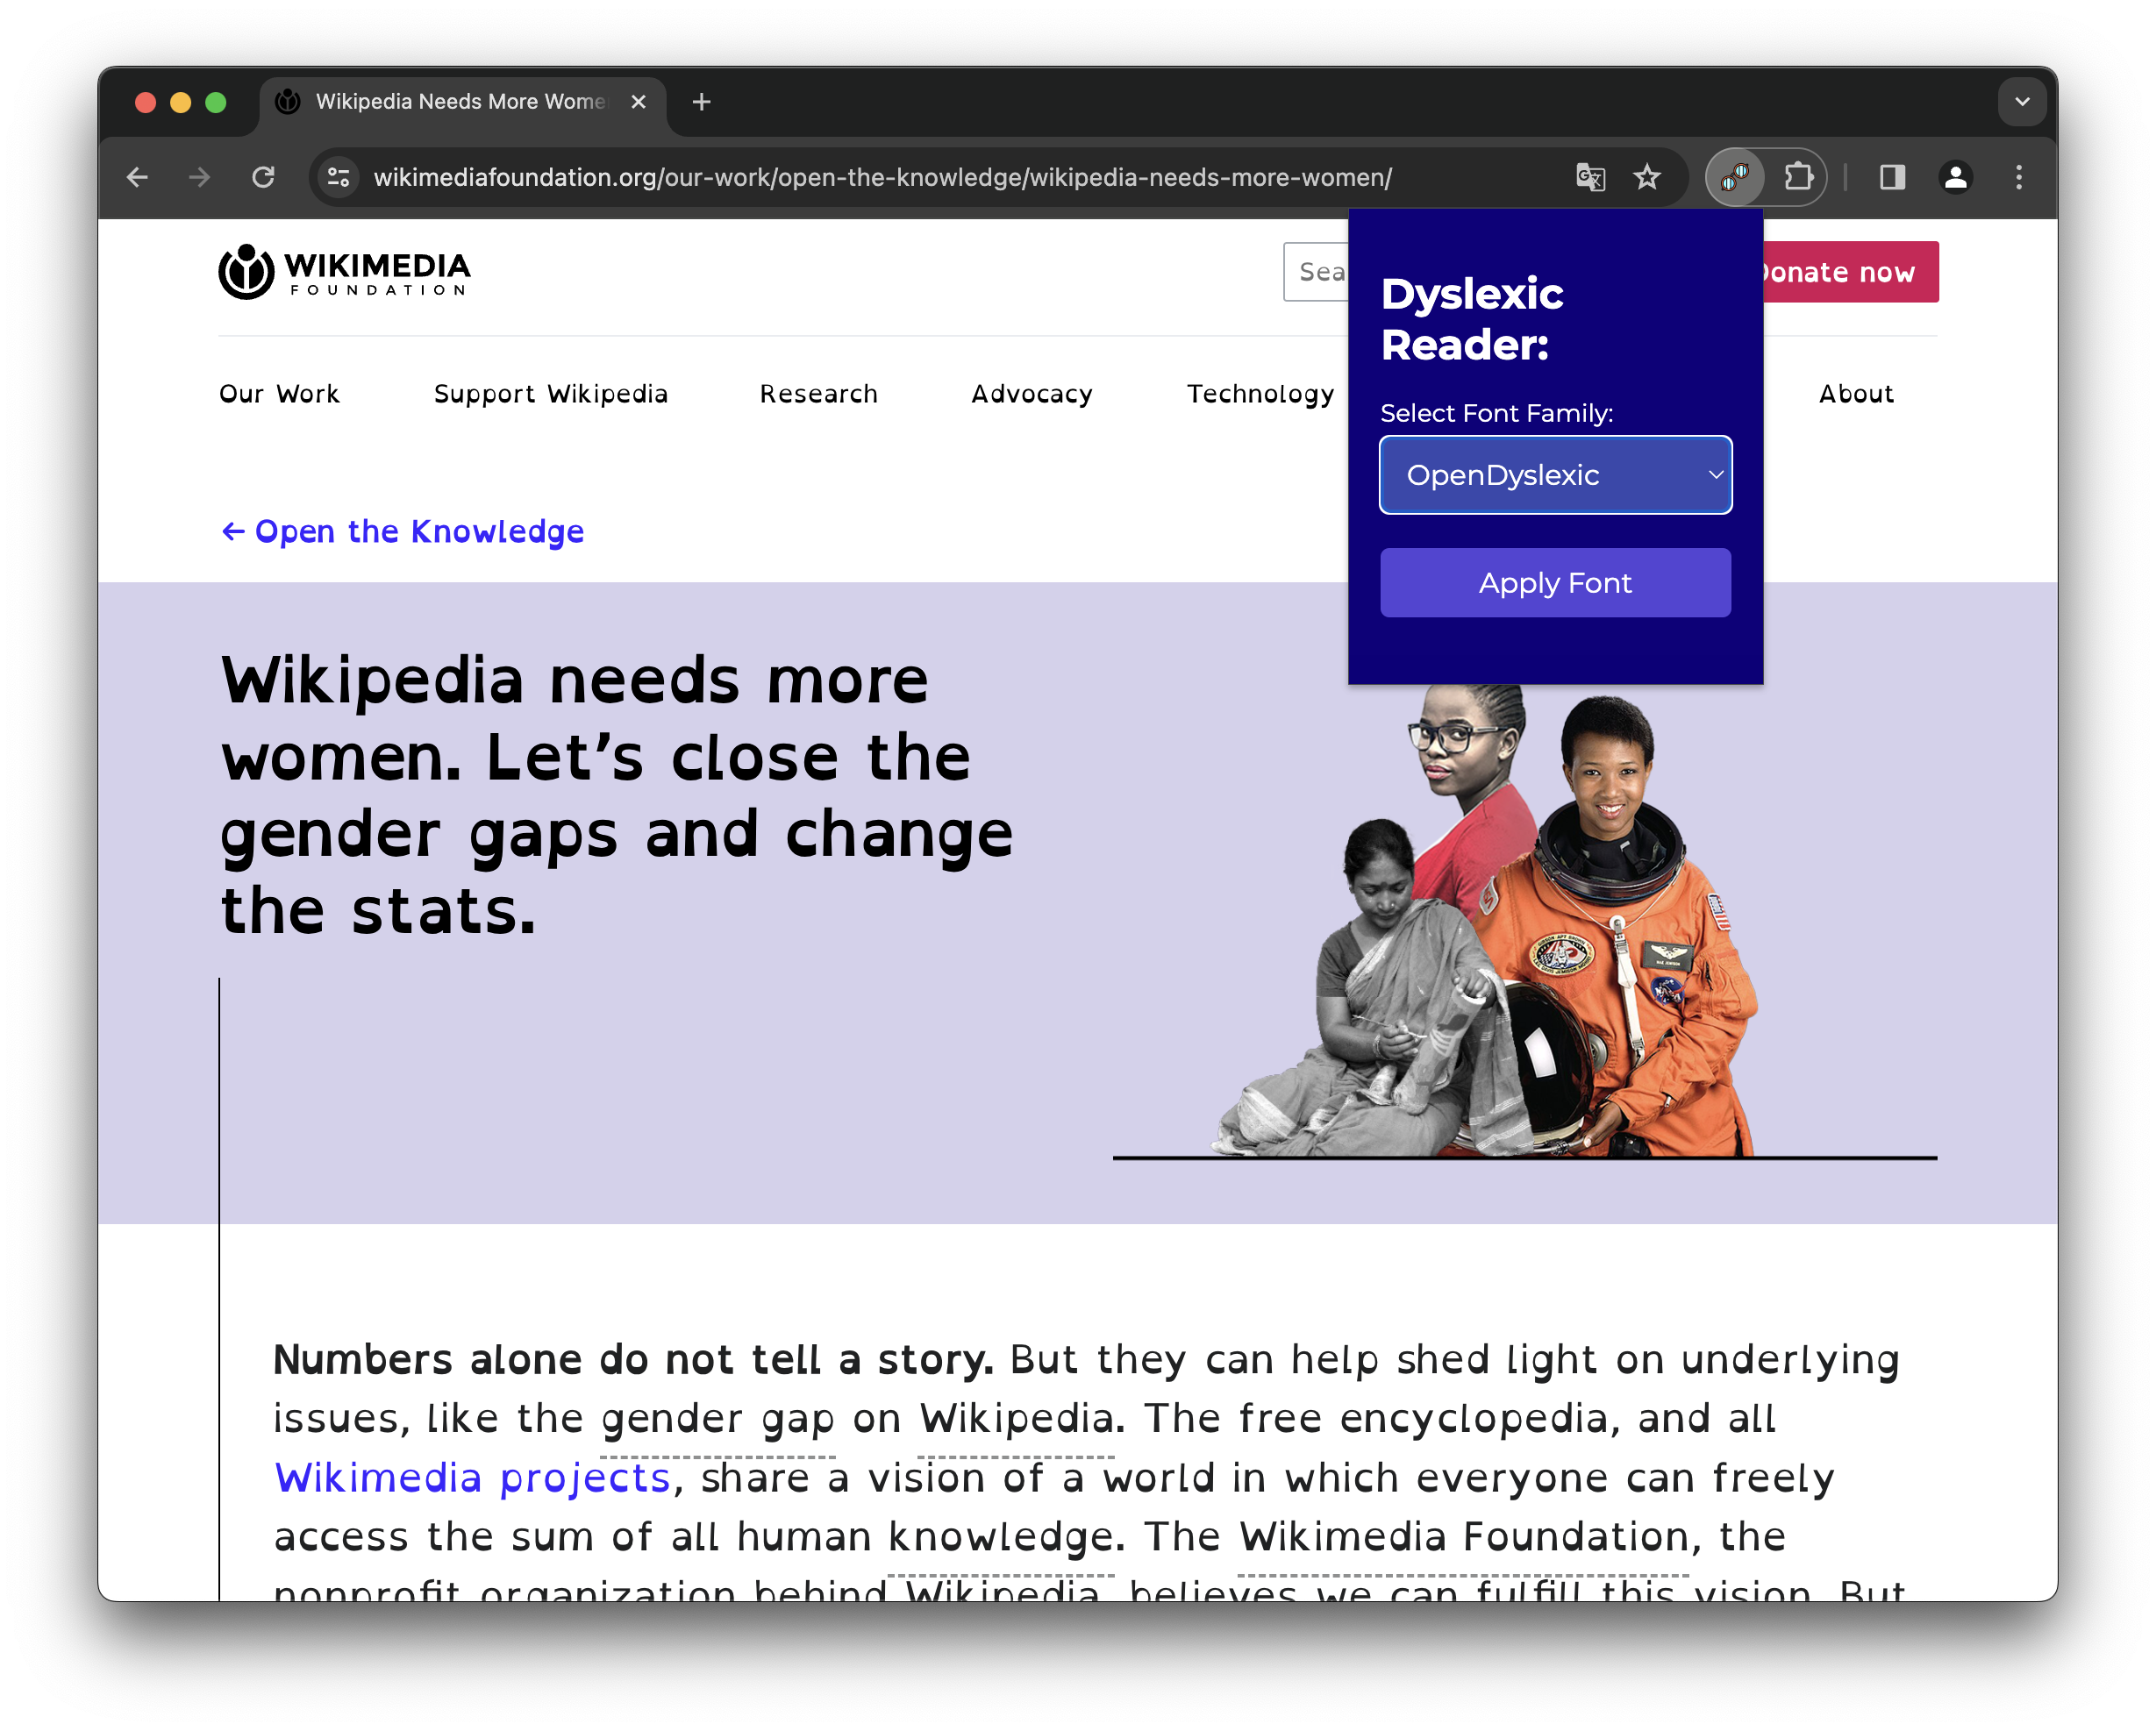 Wikipedia Needs More Wome
wikimediafoundation.org/our-work/open-the-knowledge/wikipedia-needs-more-women/
WIKIMEDIA
FOUNDATION
Sea
Donate now
Dyslexic
Reader:
Select Font Family:
OpenDyslexic
Apply Font
Our Work
Support Wikipedia
Research
Advocacy
Technology
About
← Open the Knowledge
Wikipedia needs more
women. Let’s close the
gender gaps and change
the stats.
Numbers alone do not tell a story. But they can help shed light on underlying
issues, like the gender gap on Wikipedia. The free encyclopedia, and all
Wikimedia projects, share a vision of a world in which everyone can freely
access the sum of all human knowledge. The Wikimedia Foundation, the
nonprofit organization behind Wikipedia, believes we can fulfill this vision. But